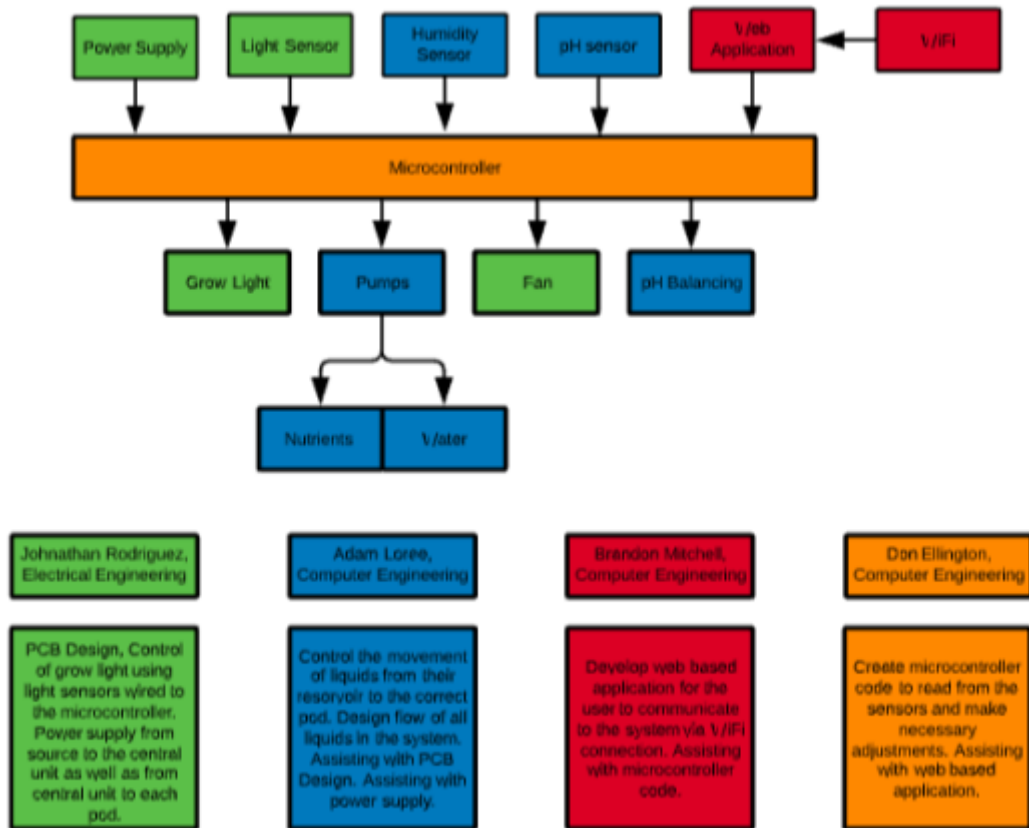 Power Supply
Light Sensor
Humidity
Sensor
pH sensor
Web
Application
WiFi
Microcontroller
Grow Light
Pumps
Fan
pH Balancing
Nutrients
Water
Johnathan Rodriguez,
Electrical Engineering
Adam Loree,
Computer Engineering
Brandon Mitchell,
Computer Engineering
Don Ellington,
Computer Engineering
PCB Design, Control
of grow light using
light sensors wired to
the microcontroller.
Power supply from
source to the central
unit as well as from
central unit to each
pod.
Control the movement
of liquids from their
resorvoir to the correct
pod. Design flow of all
liquids in the system.
Assisting with PCB
Design. Assisting with
power supply.
Develop web based
application for the
user to communicate
to the system via WiFi
connection. Assisting
with microcontroller
code.
Create microcontroller
code to read from the
sensors and make
necessary
adjustments. Assisting
with web based
application.